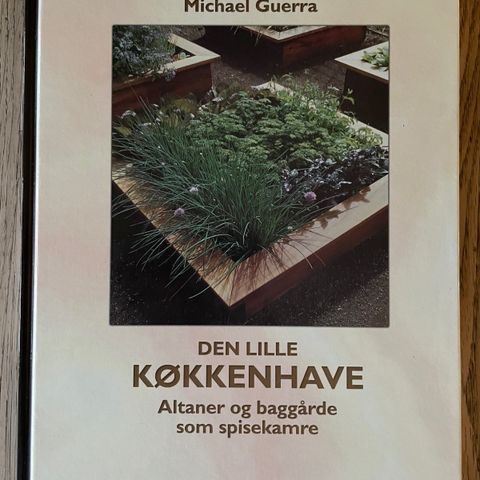 Michael Guerra
DEN LILLE
KØKKENHAVE
Altaner og baggårde
som spisekamre